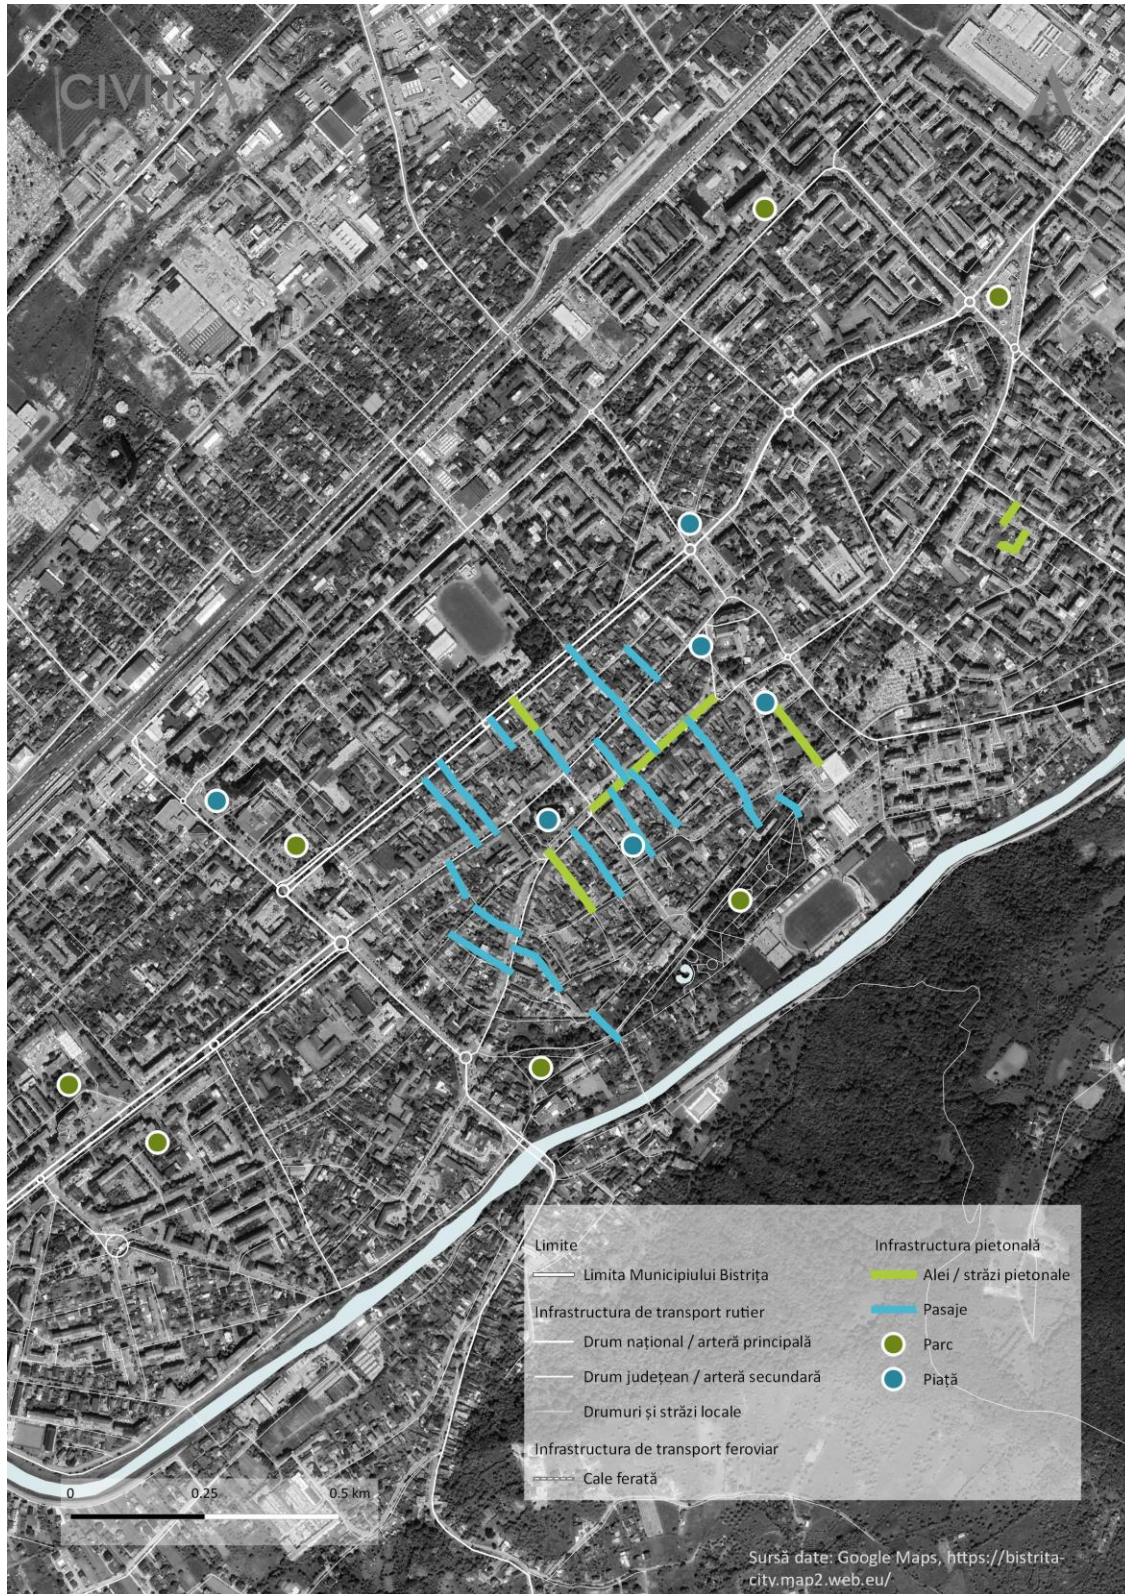 CIVITTA
Limite
Limita Municipiului Bistrița
Infrastructura de transport rutier
Drum național / arteră principală
Drum județean / arteră secundară
Drumuri și străzi locale
Infrastructura de transport feroviar
Cale ferată
Infrastructura pietonală
Alei / străzi pietonale
Pasaje
Parc
Piață
0 0.25 0.5 km
Sursă date: Google Maps, https://bistrita-
city.map2.web.eu/